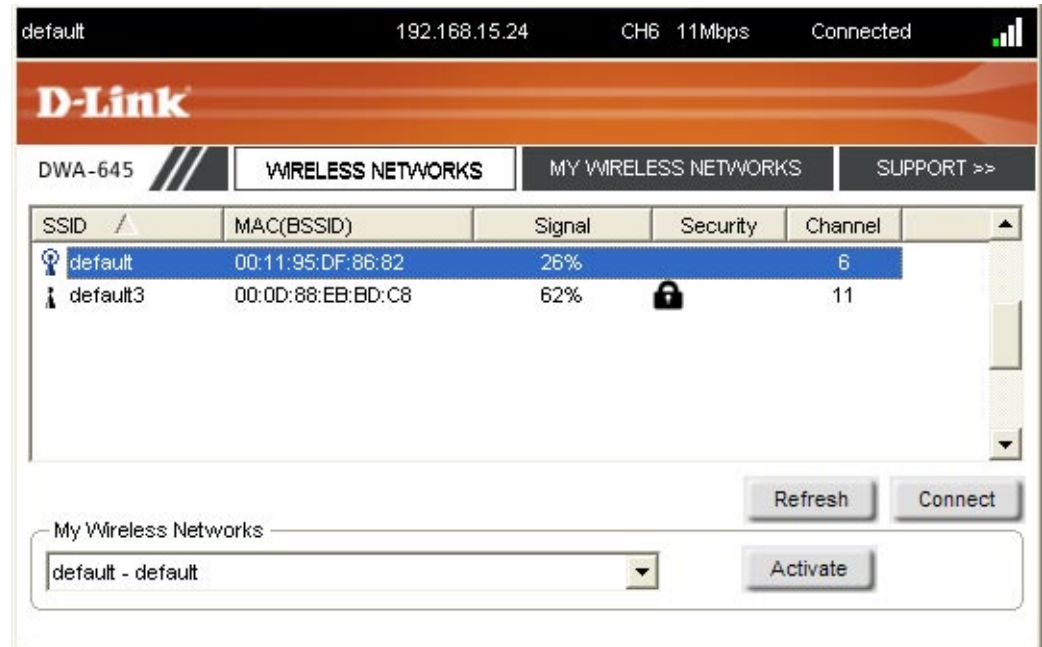 default 192.168.15.24 CH6 11Mbps Connected
D-Link
DWA-645 WIRELESS NETWORKS MY WIRELESS NETWORKS SUPPORT >>
SSID MAC(BSSID) Signal Security Channel
default 00:11:95:DF:86:82 26% 6
default3 00:0D:88:EB:BD:C8 62% 11
Refresh Connect
My Wireless Networks
default - default Activate